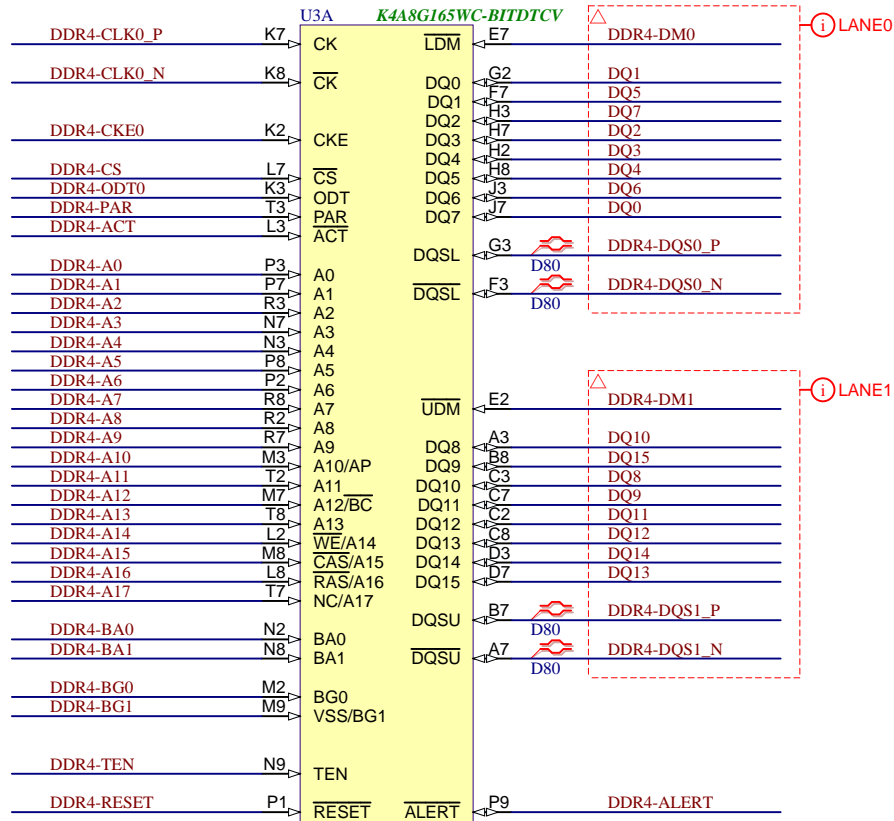 U3A K4A8G165WC-BITDTCV
DDR4-CLK0_P K7 CK LDM E7 DDR4-DM0 LANE0
DDR4-CLK0_N K8 CK DQ0 G2 DQ1
DQ1 F7 DQ5
DQ2 H3 DQ7
DDR4-CKE0 K2 CKE DQ3 H7 DQ2
DQ4 H2 DQ3
DDR4-CS L7 CS DQ5 H8 DQ4
DDR4-ODT0 K3 ODT DQ6 J3 DQ6
DDR4-PAR T3 PAR DQ7 J7 DQ0
DDR4-ACT L3 ACT
DQSL G3 D80 DDR4-DQS0_P
DDR4-A0 P3 A0
DDR4-A1 P7 A1 DQSL F3 D80 DDR4-DQS0_N
DDR4-A2 R3 A2
DDR4-A3 N7 A3
DDR4-A4 N3 A4
DDR4-A5 P8 A5
DDR4-A6 P2 A6 LANE1
DDR4-A7 R8 A7 UDM E2 DDR4-DM1
DDR4-A8 R2 A8
DDR4-A9 R7 A9 DQ8 A3 DQ10
DDR4-A10 M3 A10/AP DQ9 B8 DQ15
DDR4-A11 T2 A11 DQ10 C3 DQ8
DDR4-A12 M7 A12/BC DQ11 C7 DQ9
DDR4-A13 T8 A13 DQ12 C2 DQ11
DDR4-A14 L2 WE/A14 DQ13 C8 DQ12
DDR4-A15 M8 CAS/A15 DQ14 D3 DQ14
DDR4-A16 L8 RAS/A16 DQ15 D7 DQ13
DDR4-A17 T7 NC/A17
DQSU B7 D80 DDR4-DQS1_P
DDR4-BA0 N2 BA0
DDR4-BA1 N8 BA1 DQSU A7 D80 DDR4-DQS1_N
DDR4-BG0 M2 BG0
DDR4-BG1 M9 VSS/BG1
DDR4-TEN N9 TEN
DDR4-RESET P1 RESET ALERT P9 DDR4-ALERT